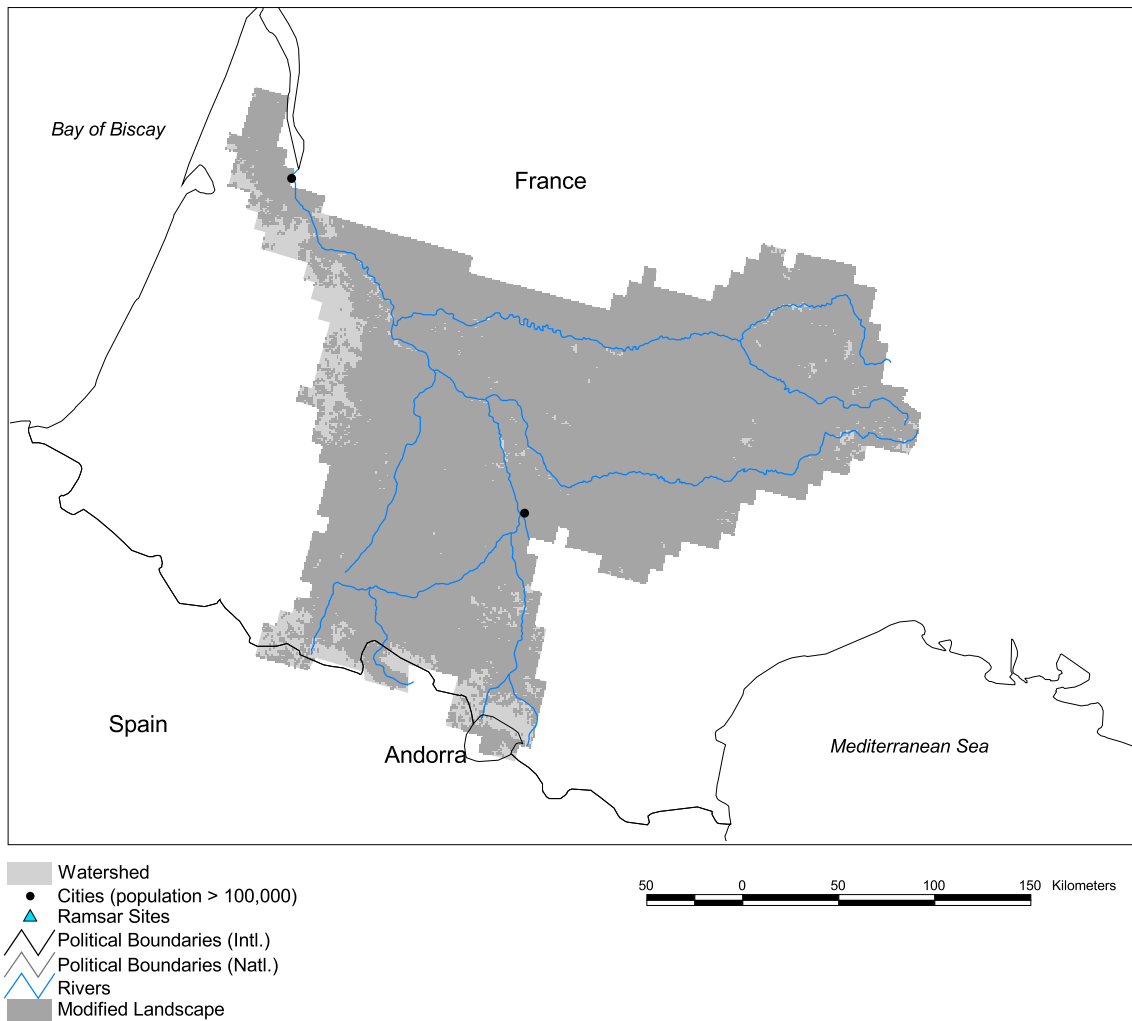 Bay of Biscay
France
Spain
Andorra
Mediterranean Sea
Watershed
Cities (population > 100,000)
Ramsar Sites
Political Boundaries (Intl.)
Political Boundaries (Natl.)
Rivers
Modified Landscape
50 0 50 100 150 Kilometers